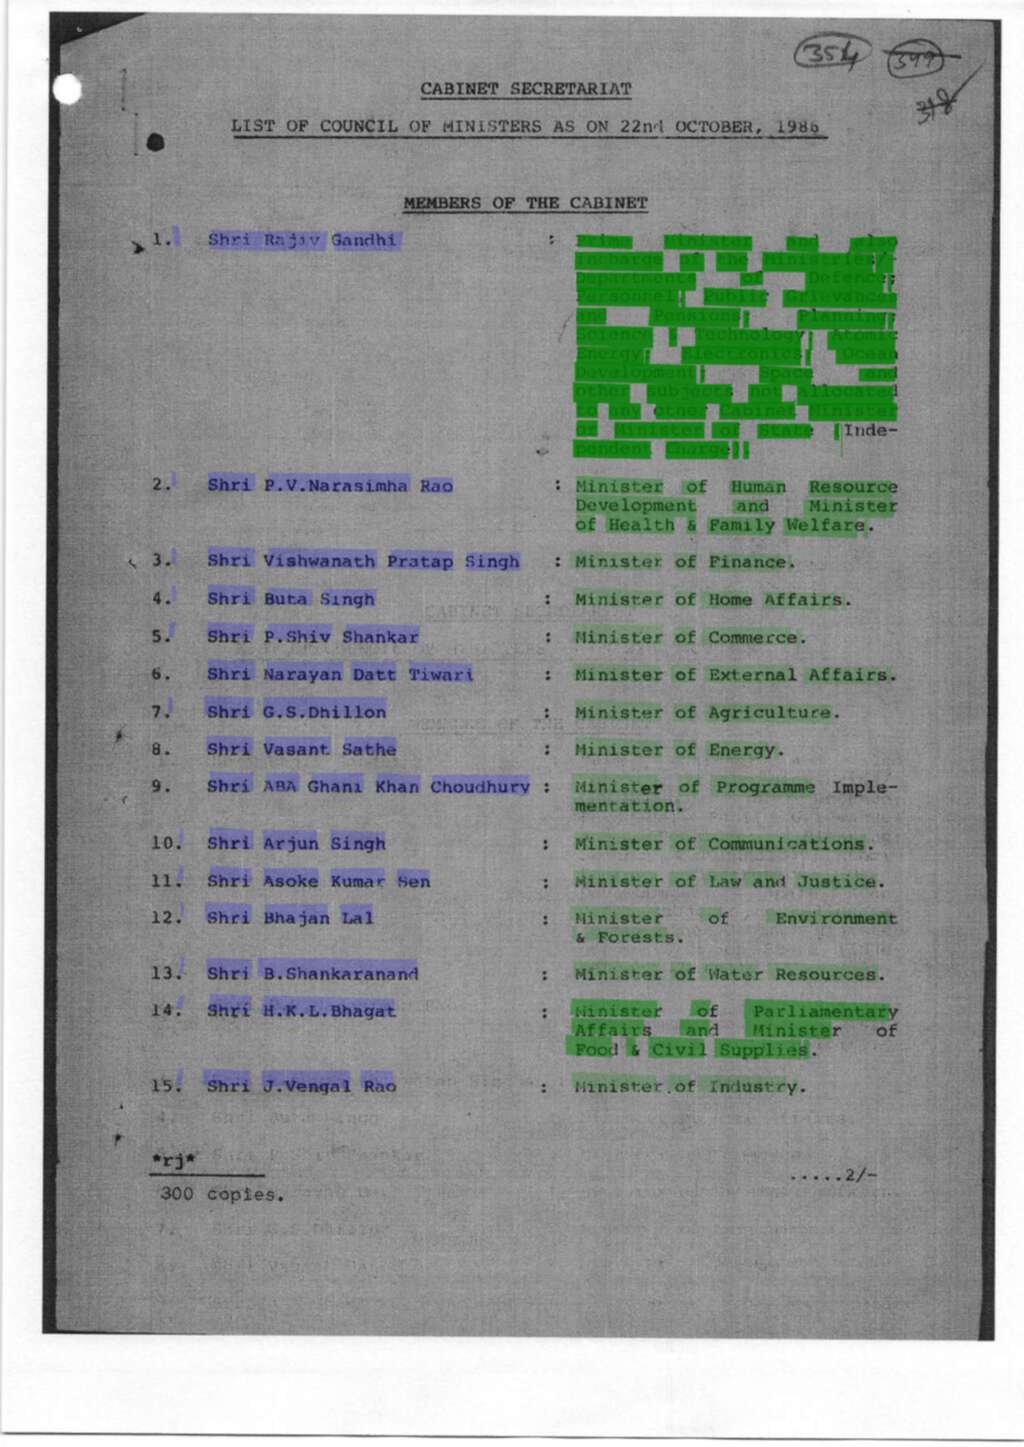 354 349
318
CABINET SECRETARIAT
LIST OF COUNCIL OF MINISTERS AS ON 22nd OCTOBER, 1986
MEMBERS OF THE CABINET
1. Shri Rajiv Gandhi : Prime Minister and also
incharge of the Ministries/
Departments of Defence;
Personnel, Public Grievances
and Pensions; Planning;
Science & Technology; Atomic
Energy; Electronics; Ocean
Development; Space and
other subjects not allocated
to any other Cabinet Minister
or Minister of State (Inde-
pendent Charge).
2. Shri P.V.Narasimha Rao : Minister of Human Resource
Development and Minister
of Health & Family Welfare.
3. Shri Vishwanath Pratap Singh : Minister of Finance.
4. Shri Buta Singh : Minister of Home Affairs.
5. Shri P.Shiv Shankar : Minister of Commerce.
6. Shri Narayan Datt Tiwari : Minister of External Affairs.
7. Shri G.S.Dhillon : Minister of Agriculture.
8. Shri Vasant Sathe : Minister of Energy.
9. Shri ABA Ghani Khan Choudhury : Minister of Programme Imple-
mentation.
10. Shri Arjun Singh : Minister of Communications.
11. Shri Asoke Kumar Sen : Minister of Law and Justice.
12. Shri Bhajan Lal : Minister of Environment
& Forests.
13. Shri B.Shankaranand : Minister of Water Resources.
14. Shri H.K.L.Bhagat : Minister of Parliamentary
Affairs and Minister of
Food & Civil Supplies.
15. Shri J.Vengal Rao : Minister of Industry.
*rj*
.....2/-
300 copies.